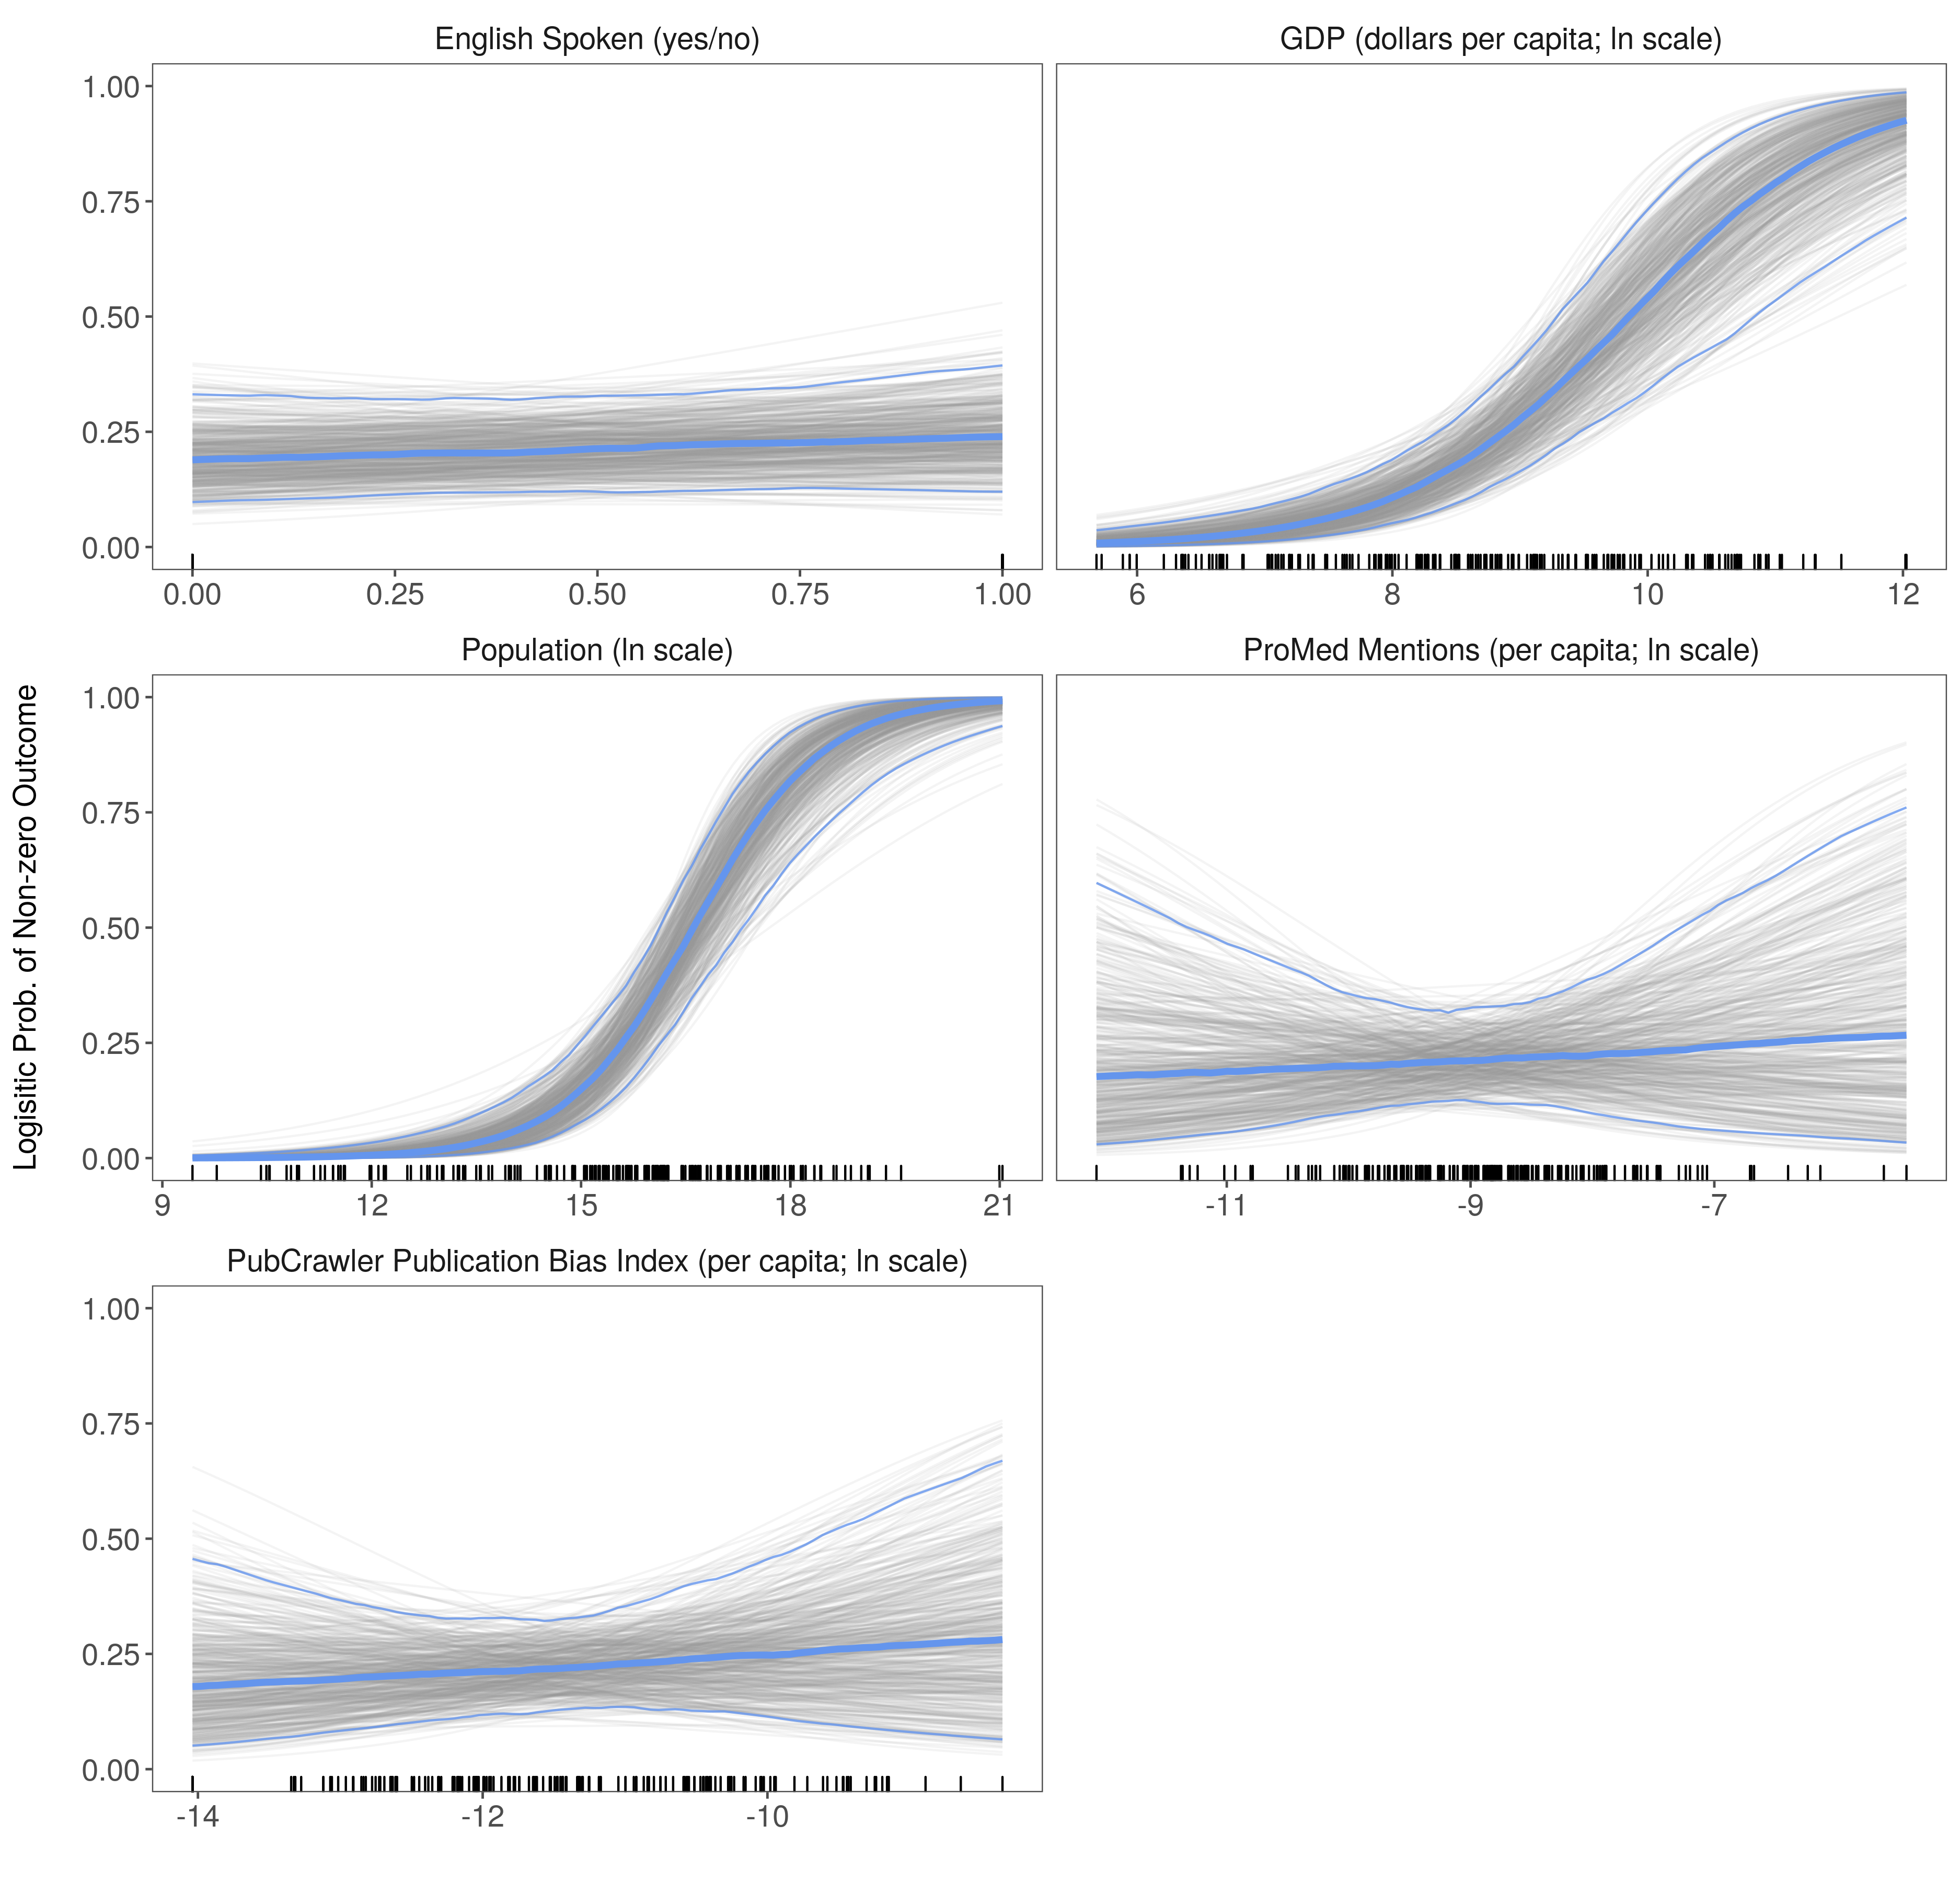 English Spoken (yes/no)
GDP (dollars per capita; ln scale)
1.00
0.75
0.50
0.25
0.00
0.00 0.25 0.50 0.75 1.00
6 8 10 12
Population (ln scale)
ProMed Mentions (per capita; ln scale)
Logisitic Prob. of Non-zero Outcome
1.00
0.75
0.50
0.25
0.00
9 12 15 18 21
-11 -9 -7
PubCrawler Publication Bias Index (per capita; ln scale)
1.00
0.75
0.50
0.25
0.00
-14 -12 -10